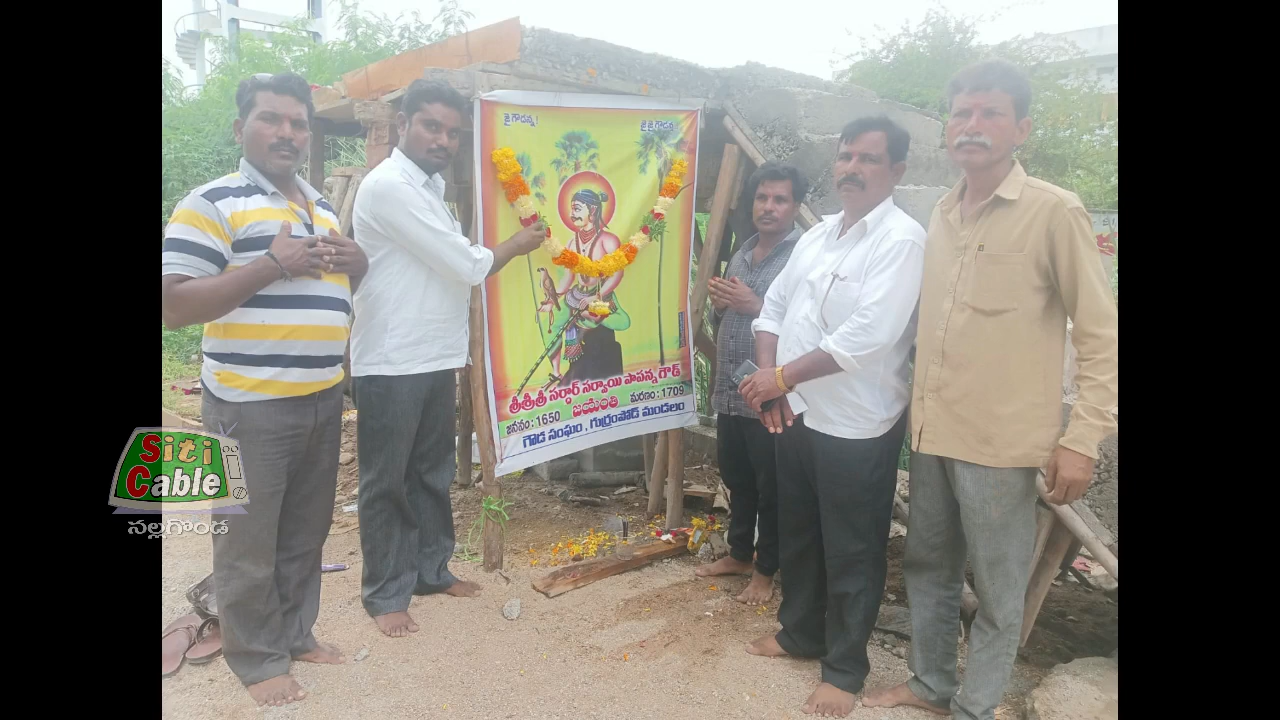 జై గౌడన్న!
జై జై గౌడన్న!
శ్రీశ్రీశ్రీ సర్దార్ సర్వాయి పాపన్న గౌడ్
జననం: 1650 జయంతి మరణం: 1709
గౌడ సంఘం, గుర్రంపోడ్ మండలం
Siti
Cable
నల్లగొండ